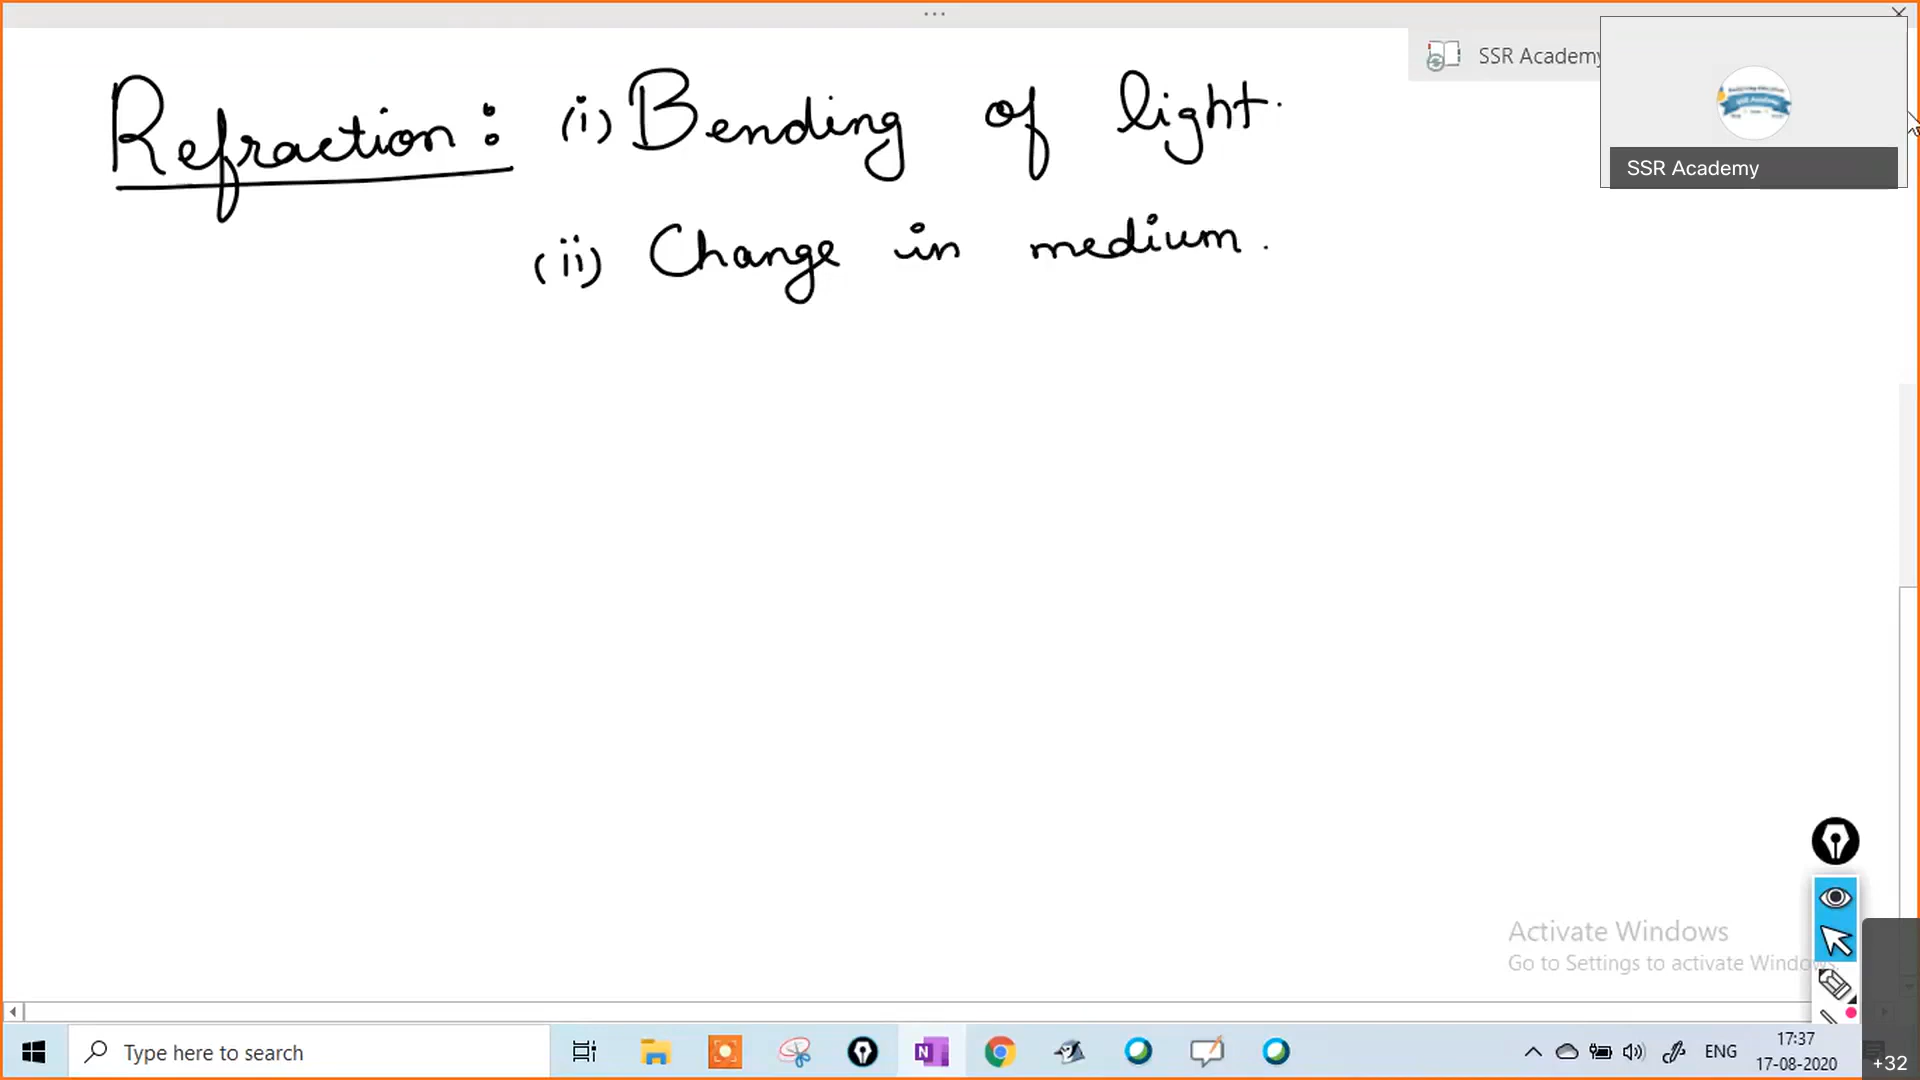 SSR Academy
Refraction: (i) Bending of light.
SSR Academy
(ii) Change in medium.
Activate Windows
Go to Settings to activate Windows.
Type here to search
ENG
17:37
17-08-2020
+32